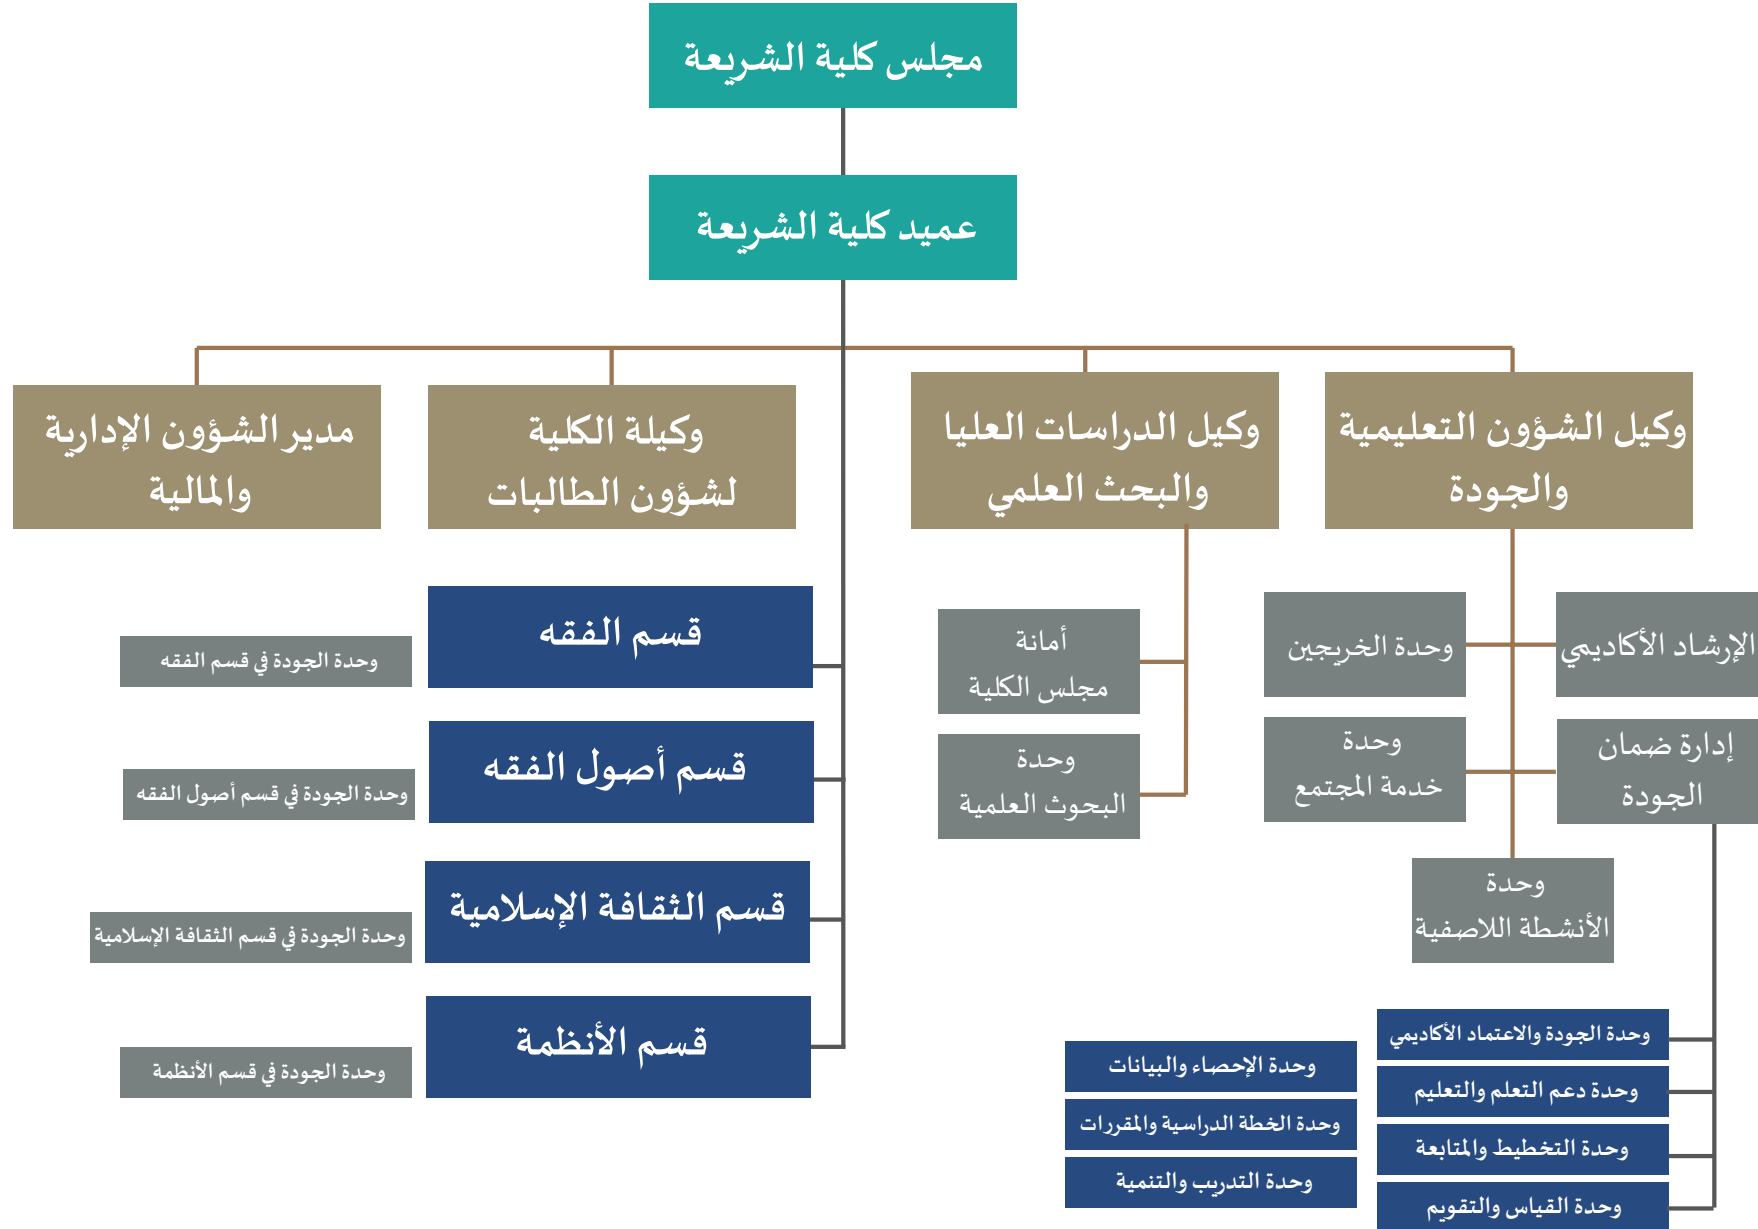 مجلس كلية الشريعة
عميد كلية الشريعة
وكيل الشؤون التعليمية
والجودة
وكيل الدراسات العليا
والبحث العلمي
وكيلة الكلية
لشؤون الطالبات
مدير الشؤون الإدارية
والمالية
الإرشاد الأكاديمي
وحدة الخريجين
إدارة ضمان
الجودة
وحدة
خدمة المجتمع
وحدة
الأنشطة اللاصفية
أمانة
مجلس الكلية
وحدة
البحوث العلمية
قسم الفقه
وحدة الجودة في قسم الفقه
قسم أصول الفقه
وحدة الجودة في قسم أصول الفقه
قسم الثقافة الإسلامية
وحدة الجودة في قسم الثقافة الإسلامية
قسم الأنظمة
وحدة الجودة في قسم الأنظمة
وحدة الجودة والاعتماد الأكاديمي
وحدة دعم التعلم والتعليم
وحدة التخطيط والمتابعة
وحدة القياس والتقويم
وحدة الإحصاء والبيانات
وحدة الخطة الدراسية والمقررات
وحدة التدريب والتنمية